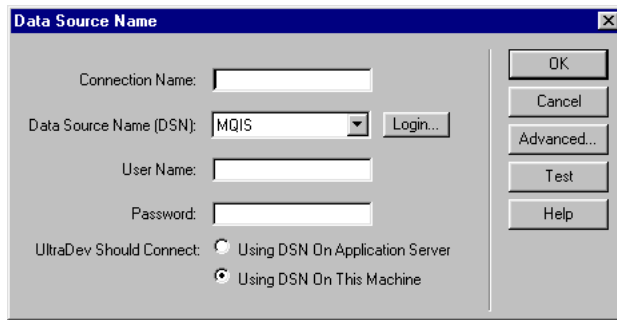 Data Source Name
Connection Name:
Data Source Name (DSN): MQIS Login...
User Name:
Password:
UltraDev Should Connect: Using DSN On Application Server
Using DSN On This Machine
OK
Cancel
Advanced...
Test
Help